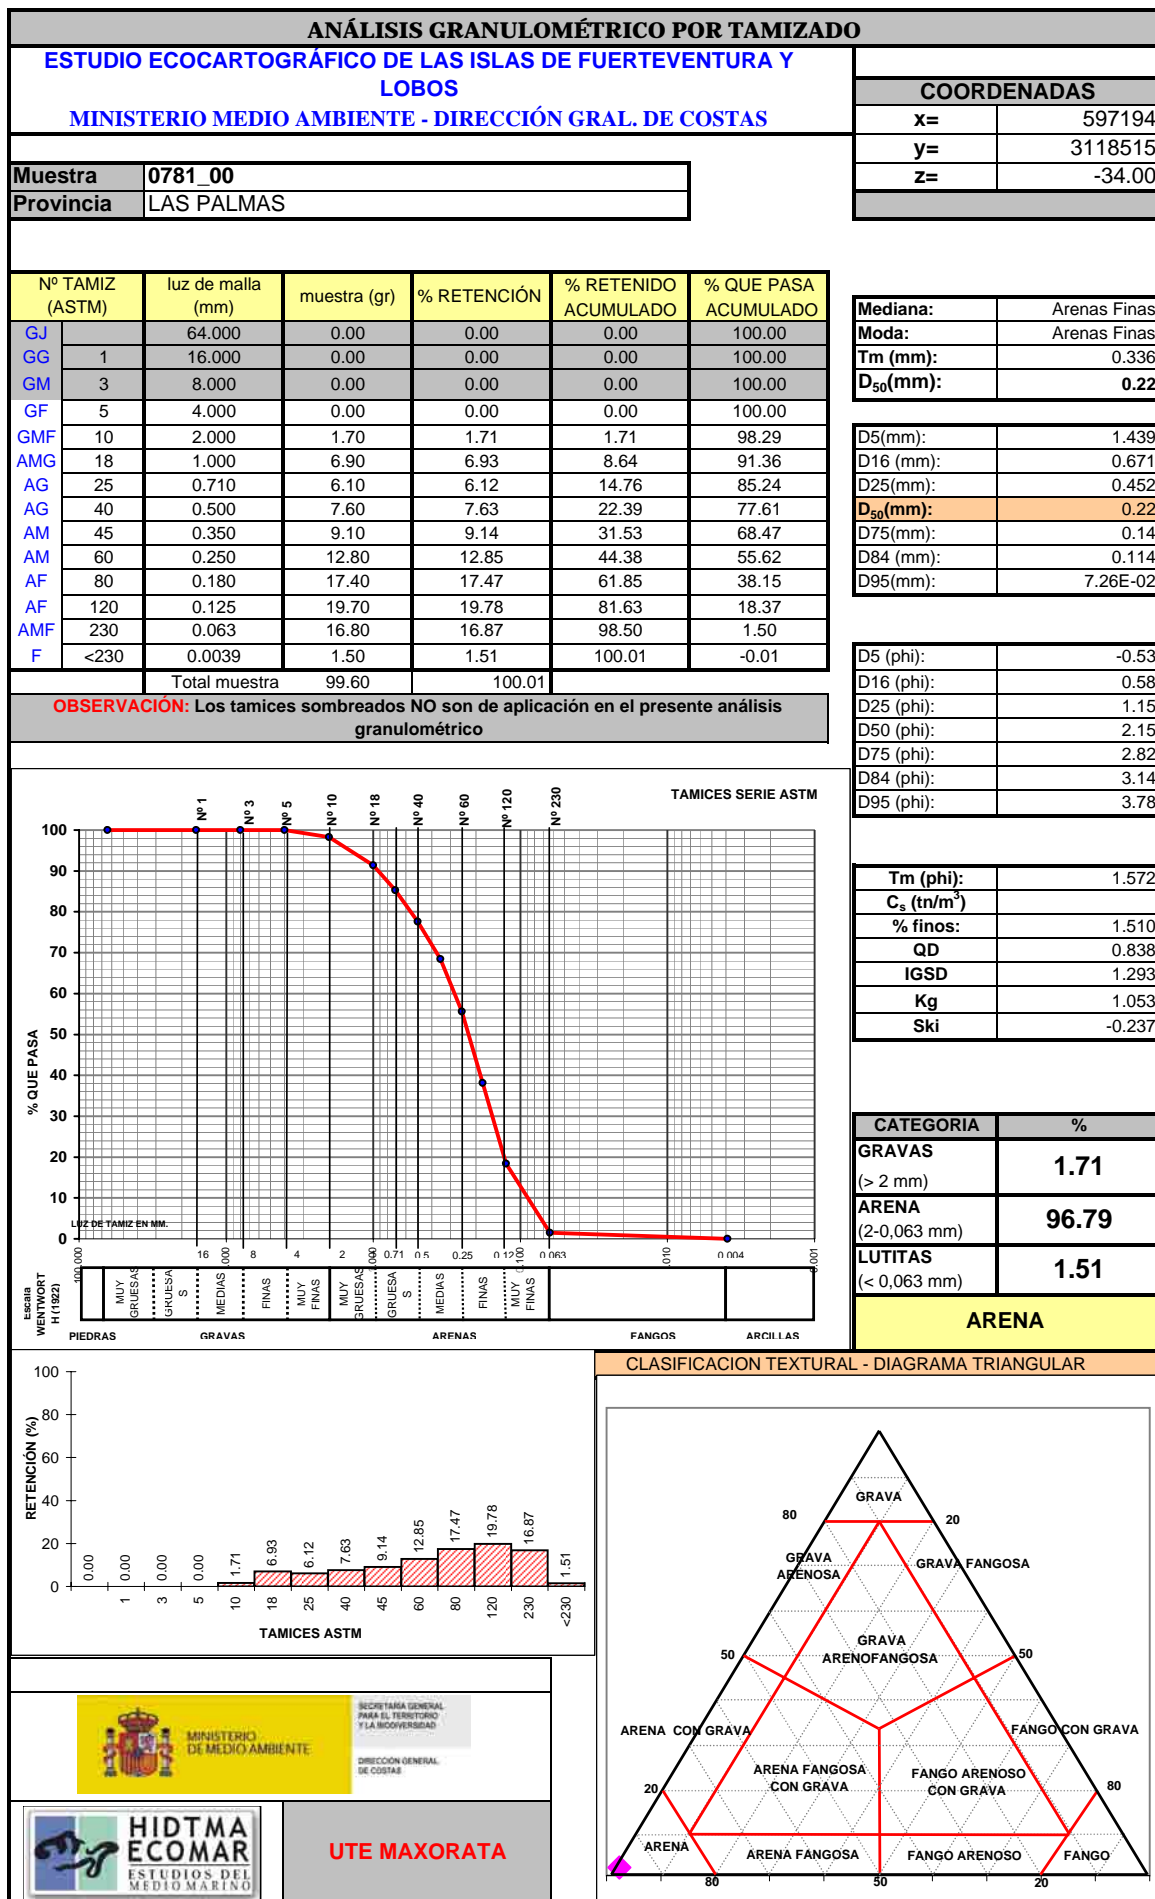 ANÁLISIS GRANULOMÉTRICO POR TAMIZADO
ESTUDIO ECOCARTOGRÁFICO DE LAS ISLAS DE FUERTEVENTURA Y
LOBOS
MINISTERIO MEDIO AMBIENTE - DIRECCIÓN GRAL. DE COSTAS
COORDENADAS
x= 597194
y= 3118515
z= -34.00
Muestra 0781_00
Provincia LAS PALMAS
Nº TAMIZ (ASTM) luz de malla (mm) muestra (gr) % RETENCIÓN % RETENIDO ACUMULADO % QUE PASA ACUMULADO
GJ 64.000 0.00 0.00 0.00 100.00
GG 1 16.000 0.00 0.00 0.00 100.00
GM 3 8.000 0.00 0.00 0.00 100.00
GF 5 4.000 0.00 0.00 0.00 100.00
GMF 10 2.000 1.70 1.71 1.71 98.29
AMG 18 1.000 6.90 6.93 8.64 91.36
AG 25 0.710 6.10 6.12 14.76 85.24
AG 40 0.500 7.60 7.63 22.39 77.61
AM 45 0.350 9.10 9.14 31.53 68.47
AM 60 0.250 12.80 12.85 44.38 55.62
AF 80 0.180 17.40 17.47 61.85 38.15
AF 120 0.125 19.70 19.78 81.63 18.37
AMF 230 0.063 16.80 16.87 98.50 1.50
F <230 0.0039 1.50 1.51 100.01 -0.01
Total muestra 99.60 100.01
OBSERVACIÓN: Los tamices sombreados NO son de aplicación en el presente análisis
granulométrico
Mediana: Arenas Finas
Moda: Arenas Finas
Tm (mm): 0.336
D50(mm): 0.22
D5(mm): 1.439
D16 (mm): 0.671
D25(mm): 0.452
D50(mm): 0.22
D75(mm): 0.14
D84 (mm): 0.114
D95(mm): 7.26E-02
D5 (phi): -0.53
D16 (phi): 0.58
D25 (phi): 1.15
D50 (phi): 2.15
D75 (phi): 2.82
D84 (phi): 3.14
D95 (phi): 3.78
Tm (phi): 1.572
Cs (tn/m3)
% finos: 1.510
QD 0.838
IGSD 1.293
Kg 1.053
Ski -0.237
CATEGORIA %
GRAVAS (> 2 mm) 1.71
ARENA (2-0,063 mm) 96.79
LUTITAS (< 0,063 mm) 1.51
ARENA
TAMICES SERIE ASTM
Nº 1 Nº 3 Nº 5 Nº 10 Nº 18 Nº 40 Nº 60 Nº 120 Nº 230
% QUE PASA
100
90
80
70
60
50
40
30
20
10
0
LUZ DE TAMIZ EN MM.
16 8 4 2 0.71 0.5 0.25 0.12 0.063 0.004
100.000 0.100
Escala
WENTWORT
H (1922)
MUY GRUESAS GRUESA S MEDIAS FINAS MUY FINAS MUY GRUESAS GRUESA S MEDIAS FINAS MUY FINAS
PIEDRAS GRAVAS ARENAS FANGOS ARCILLAS
RETENCIÓN (%)
100
80
60
40
20
0
0.00 0.00 0.00 0.00 1.71 6.93 6.12 7.63 9.14 12.85 17.47 19.78 16.87 1.51
1 3 5 10 18 25 40 45 60 80 120 230 <230
TAMICES ASTM
CLASIFICACION TEXTURAL - DIAGRAMA TRIANGULAR
GRAVA
80 20
GRAVA
ARENOSA
GRAVA FANGOSA
GRAVA
ARENOFANGOSA
50 50
ARENA CON GRAVA
FANGO CON GRAVA
ARENA FANGOSA
CON GRAVA
FANGO ARENOSO
CON GRAVA
20 80
ARENA
ARENA FANGOSA
FANGO ARENOSO
FANGO
80 50 20
MINISTERIO
DE MEDIO AMBIENTE
SECRETARÍA GENERAL
PARA EL TERRITORIO
Y LA BIODIVERSIDAD
DIRECCIÓN GENERAL
DE COSTAS
HIDTMA
ECOMAR
ESTUDIOS DEL
MEDIO MARINO
UTE MAXORATA